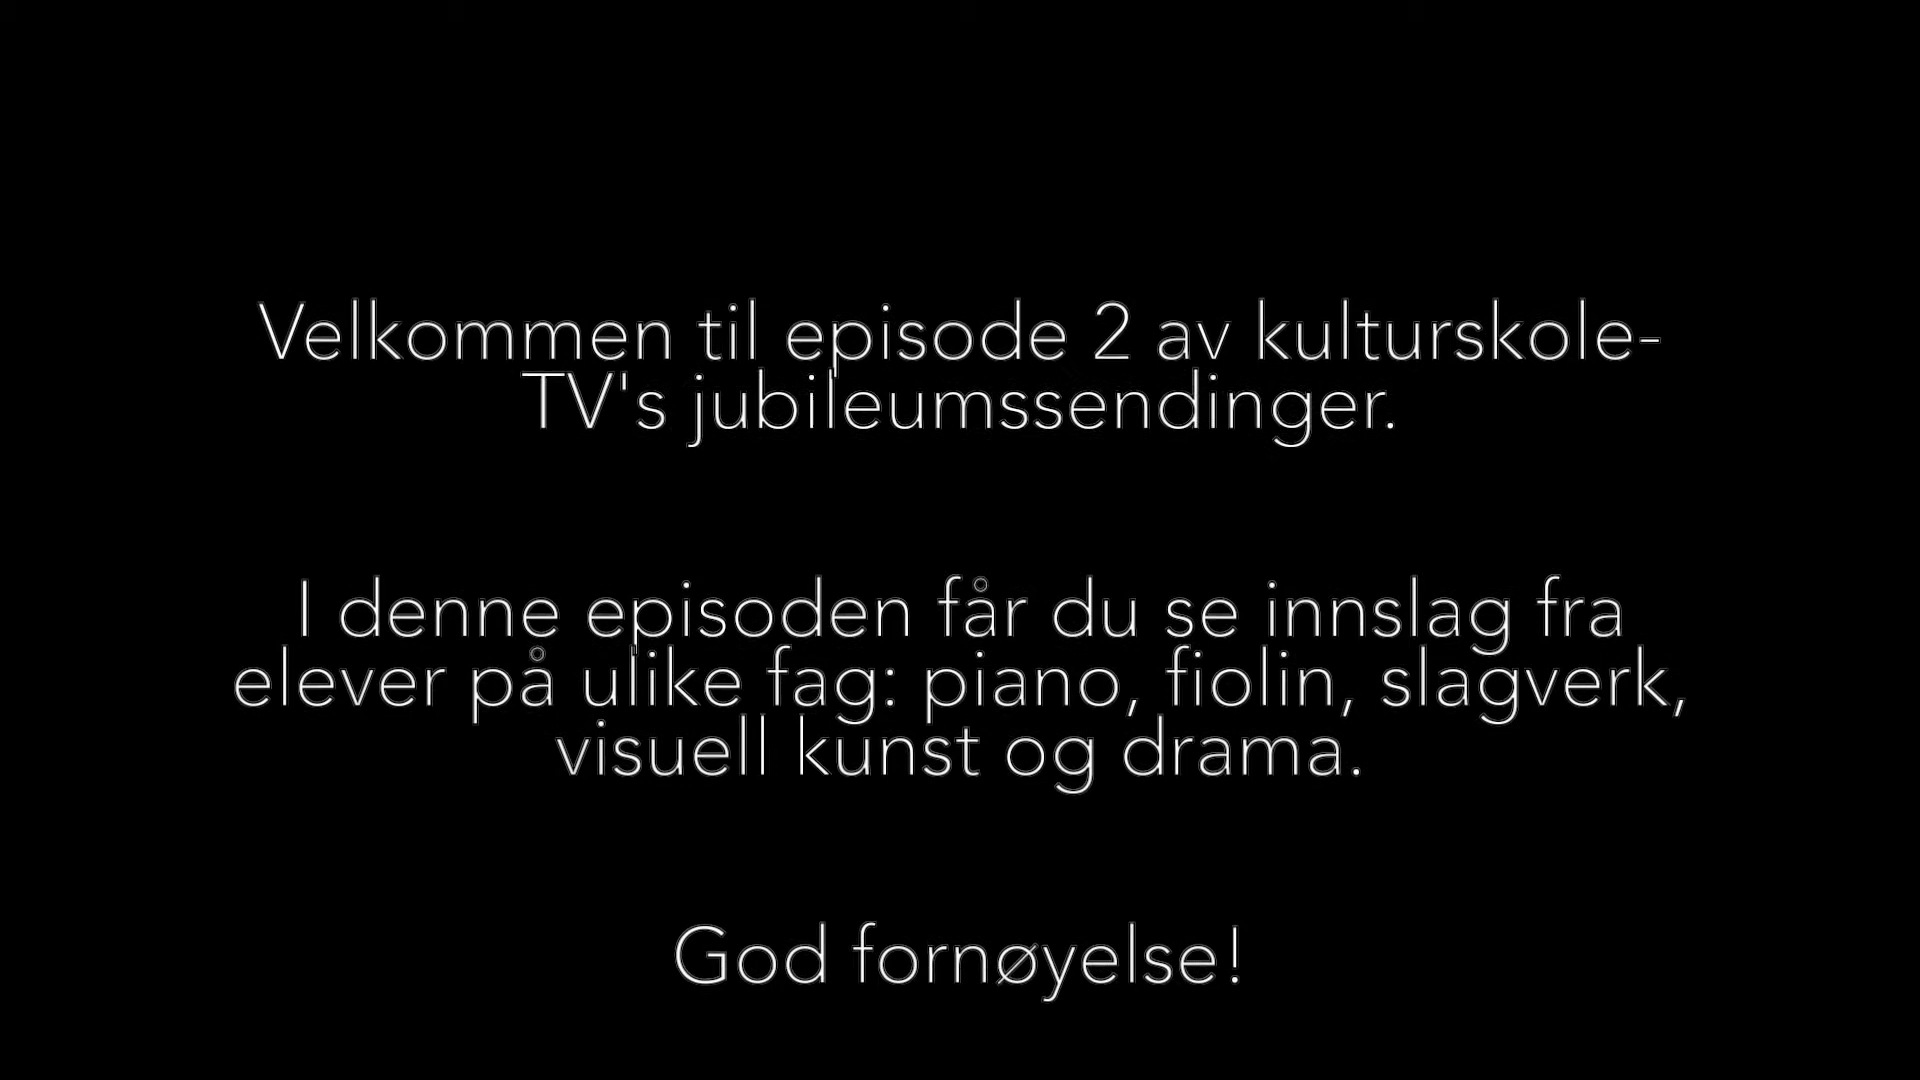 Velkommen til episode 2 av kulturskole-
TV's jubileumssendinger.
I denne episoden får du se innslag fra
elever på ulike fag: piano, fiolin, slagverk,
visuell kunst og drama.
God fornøyelse!